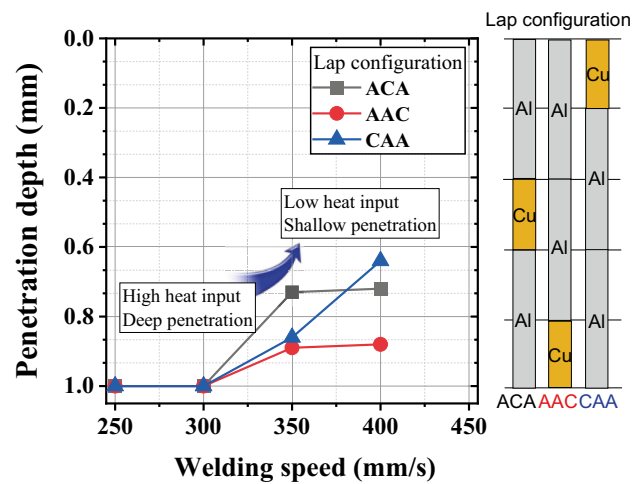 Lap configuration
0.0
0.2
0.4
0.6
0.8
1.0
Penetration depth (mm)
Lap configuration
ACA
AAC
CAA
Low heat input
Shallow penetration
High heat input
Deep penetration
250
300
350
400
450
Welding speed (mm/s)
Cu
Al
Al
Al
Cu
Al
Al
Al
Cu
ACA AAC CAA